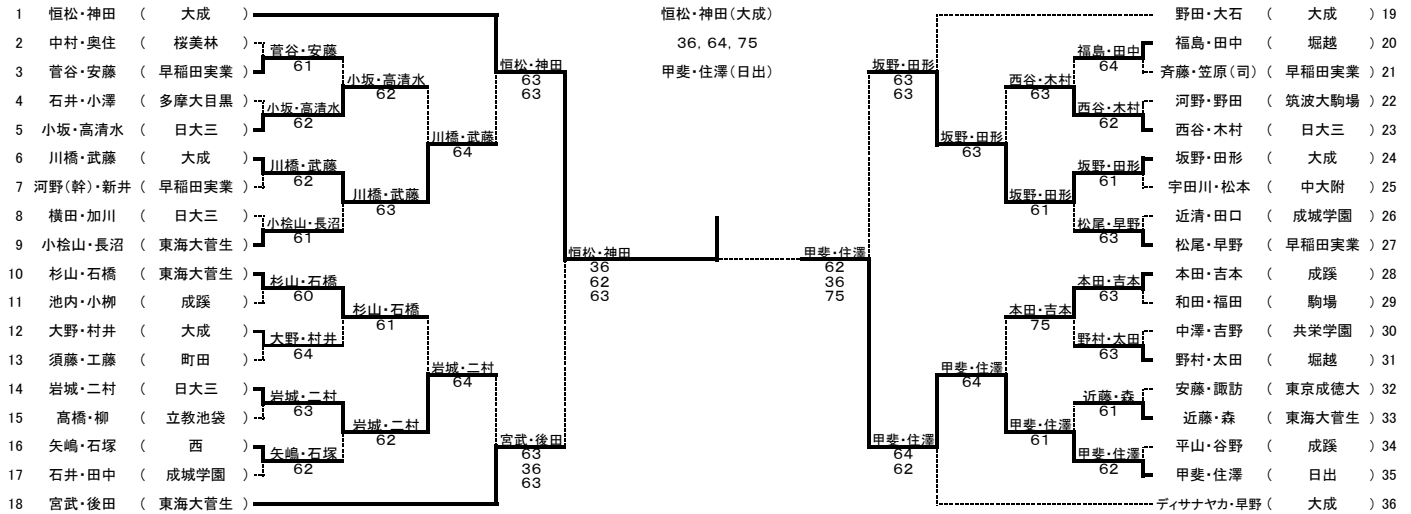 恒松・神田(大成)
36, 64, 75
甲斐・住澤(日出)
1 恒松・神田 ( 大成 )
2 中村・奥住 ( 桜美林 )
3 菅谷・安藤 ( 早稲田実業 )
4 石井・小澤 ( 多摩大目黒 )
5 小坂・高清水 ( 日大三 )
6 川橋・武藤 ( 大成 )
7 河野(幹)・新井 ( 早稲田実業 )
8 横田・加川 ( 日大三 )
9 小桧山・長沼 ( 東海大菅生 )
10 杉山・石橋 ( 東海大菅生 )
11 池内・小柳 ( 成蹊 )
12 大野・村井 ( 大成 )
13 須藤・工藤 ( 町田 )
14 岩城・二村 ( 日大三 )
15 髙橋・柳 ( 立教池袋 )
16 矢嶋・石塚 ( 西 )
17 石井・田中 ( 成城学園 )
18 宮武・後田 ( 東海大菅生 )
菅谷・安藤
61
小坂・高清水
62
川橋・武藤
62
小桧山・長沼
61
杉山・石橋
60
大野・村井
64
岩城・二村
63
矢嶋・石塚
62
小坂・高清水
62
川橋・武藤
63
杉山・石橋
61
岩城・二村
62
川橋・武藤
64
岩城・二村
64
恒松・神田
63
63
宮武・後田
63
36
63
恒松・神田
36
62
63
甲斐・住澤
62
36
75
坂野・田形
63
63
甲斐・住澤
64
62
坂野・田形
63
甲斐・住澤
64
西谷・木村
63
坂野・田形
61
本田・吉本
75
甲斐・住澤
61
福島・田中
64
西谷・木村
62
坂野・田形
61
松尾・早野
63
本田・吉本
63
野村・太田
63
近藤・森
61
甲斐・住澤
62
野田・大石 ( 大成 ) 19
福島・田中 ( 堀越 ) 20
斉藤・笠原(司) ( 早稲田実業 ) 21
河野・野田 ( 筑波大駒場 ) 22
西谷・木村 ( 日大三 ) 23
坂野・田形 ( 大成 ) 24
宇田川・松本 ( 中大附 ) 25
近清・田口 ( 成城学園 ) 26
松尾・早野 ( 早稲田実業 ) 27
本田・吉本 ( 成蹊 ) 28
和田・福田 ( 駒場 ) 29
中澤・吉野 ( 共栄学園 ) 30
野村・太田 ( 堀越 ) 31
安藤・諏訪 ( 東京成徳大 ) 32
近藤・森 ( 東海大菅生 ) 33
平山・谷野 ( 成蹊 ) 34
甲斐・住澤 ( 日出 ) 35
ディサナヤカ・早野 ( 大成 ) 36